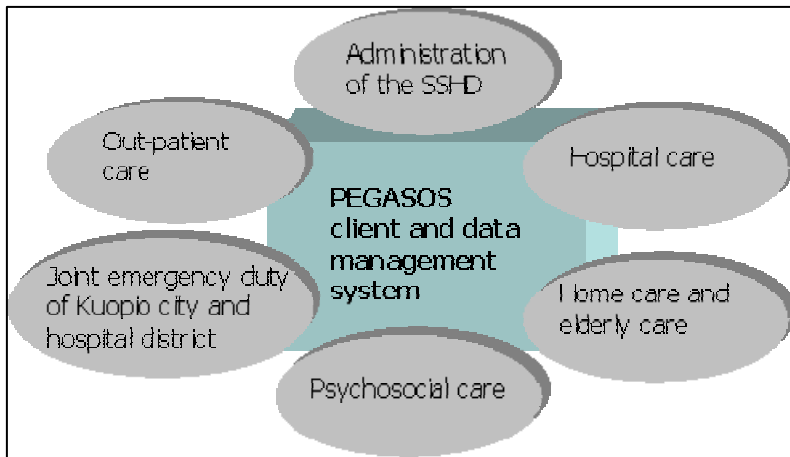 Administration
of the SSHD
Out-patient
care
Hospital care
PEGASOS
client and data
management
system
Joint emergency duty
of Kuopio city and
hospital district
Home care and
elderly care
Psychosocial care